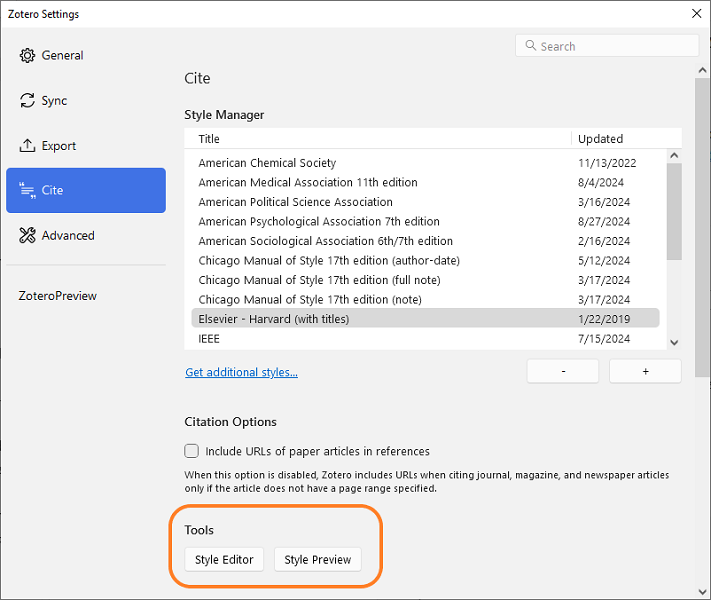 Zotero Settings
Search
General
Sync
Export
Cite
Advanced
ZoteroPreview
Cite
Style Manager
Title Updated
American Chemical Society 11/13/2022
American Medical Association 11th edition 8/4/2024
American Political Science Association 3/16/2024
American Psychological Association 7th edition 8/27/2024
American Sociological Association 6th/7th edition 2/16/2024
Chicago Manual of Style 17th edition (author-date) 5/12/2024
Chicago Manual of Style 17th edition (full note) 3/17/2024
Chicago Manual of Style 17th edition (note) 3/17/2024
Elsevier - Harvard (with titles) 1/22/2019
IEEE 7/15/2024
Get additional styles... - +
Citation Options
Include URLs of paper articles in references
When this option is disabled, Zotero includes URLs when citing journal, magazine, and newspaper articles
only if the article does not have a page range specified.
Tools
Style Editor Style Preview